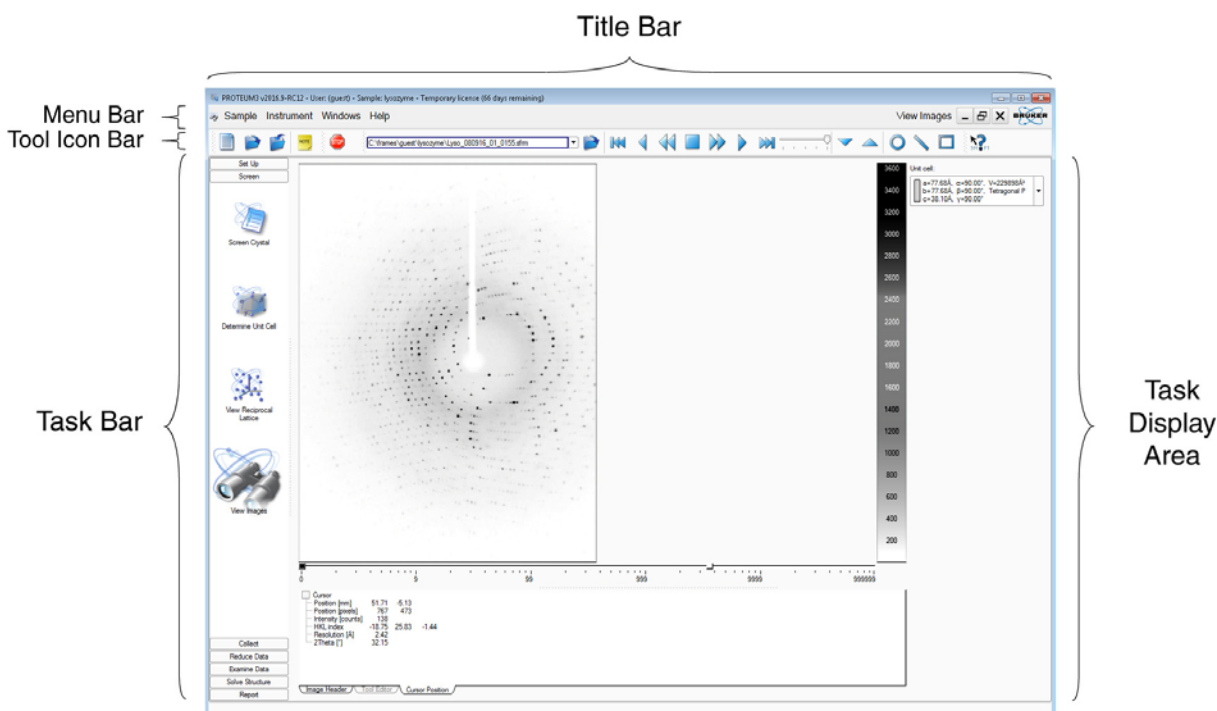 Title Bar
PROTEUM3 v2016.9-RC12 - User: (guest) - Sample: lysozyme - Temporary licence (66 days remaining)
Menu Bar
Sample Instrument Windows Help View Images BRUKER
Tool Icon Bar
NOTE STOP C:\frames\guest\lysozyme\Lyso_080916_01_0155.sfrm
Set Up
Screen
Screen Crystal
Determine Unit Cell
View Reciprocal
Lattice
View Images
Task Bar
Collect
Reduce Data
Examine Data
Solve Structure
Report
3600
3400
3200
3000
2800
2600
2400
2200
2000
1800
1600
1400
1200
1000
800
600
400
200
Unit cell:
a=77.68Å, α=90.00°, V=229898Å³
b=77.68Å, β=90.00°, Tetragonal P
c=38.10Å, γ=90.00°
Task
Display
Area
0 9 99 999 9999 999999
Cursor
Position [mm] 51.71 -5.13
Position [pixels] 767 473
Intensity [counts] 138
HKL index -18.75 25.83 -1.44
Resolution [Å] 2.42
2Theta [°] 32.15
Image Header Tool Editor Cursor Position